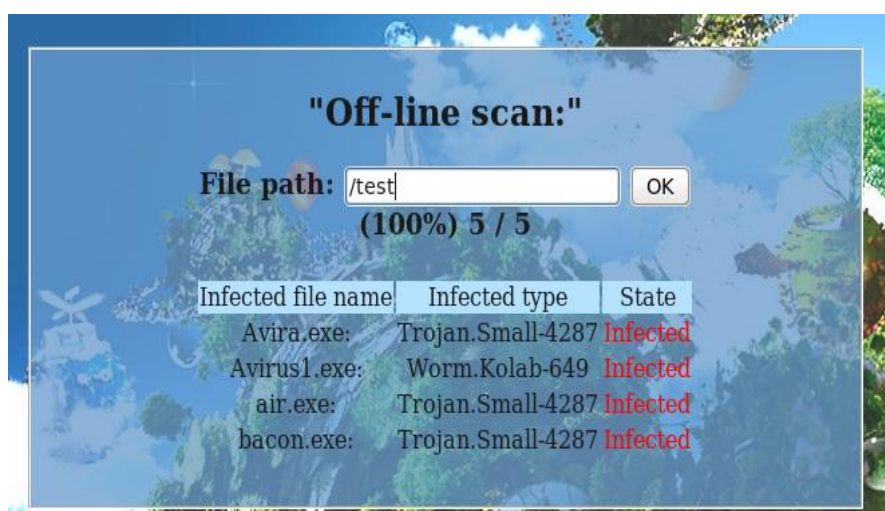 "Off-line scan:"
File path: /test OK
(100%) 5 / 5
Infected file name Infected type State
Avira.exe: Trojan.Small-4287 Infected
Avirus1.exe: Worm.Kolab-649 Infected
air.exe: Trojan.Small-4287 Infected
bacon.exe: Trojan.Small-4287 Infected